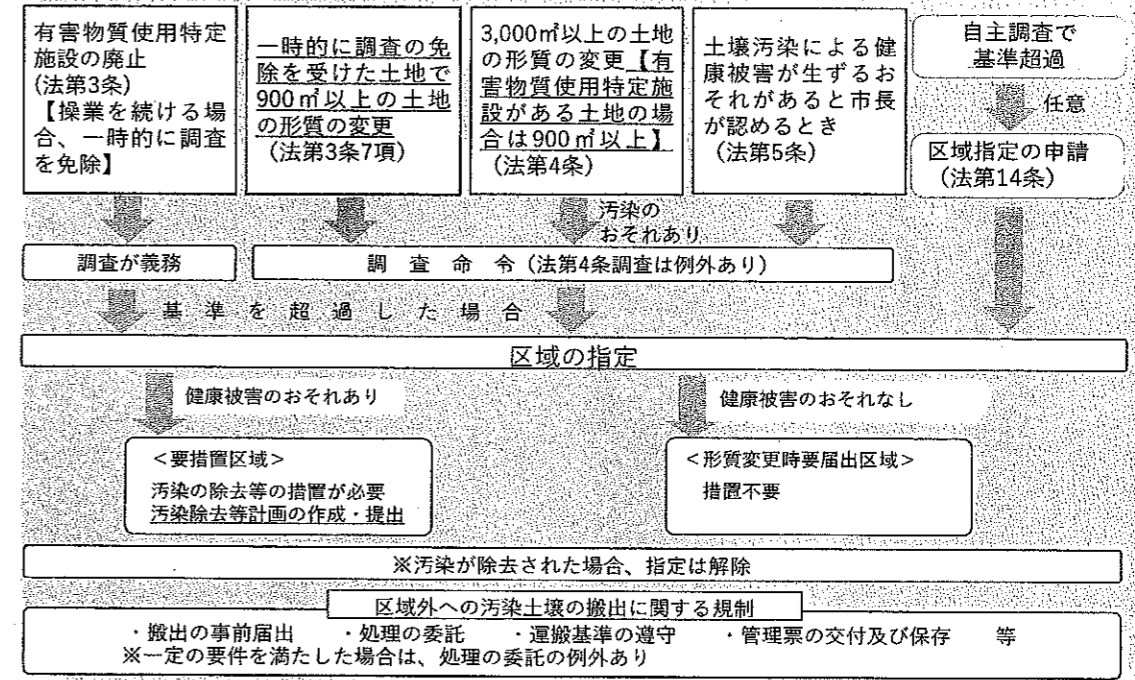 有害物質使用特定
施設の廃止
(法第3条)
【操業を続ける場
合、一時的に調査
を免除】
一時的に調査の免
除を受けた土地で
900㎡以上の土地
の形質の変更
(法第3条7項)
3,000㎡以上の土地
の形質の変更【有
害物質使用特定施
設がある土地の場
合は900㎡以上】
(法第4条)
土壌汚染による健
康被害が生ずるお
それがあると市長
が認めるとき
(法第5条)
自主調査で
基準超過
任意
区域指定の申請
(法第14条)
汚染の
おそれあり
調査が義務
調査命令(法第4条調査は例外あり)
基準を超過した場合
区域の指定
健康被害のおそれあり
健康被害のおそれなし
<要措置区域>
汚染の除去等の措置が必要
汚染除去等計画の作成・提出
<形質変更時要届出区域>
措置不要
※汚染が除去された場合、指定は解除
区域外への汚染土壌の搬出に関する規制
・搬出の事前届出 ・処理の委託 ・運搬基準の遵守 ・管理票の交付及び保存 等
※一定の要件を満たした場合は、処理の委託の例外あり